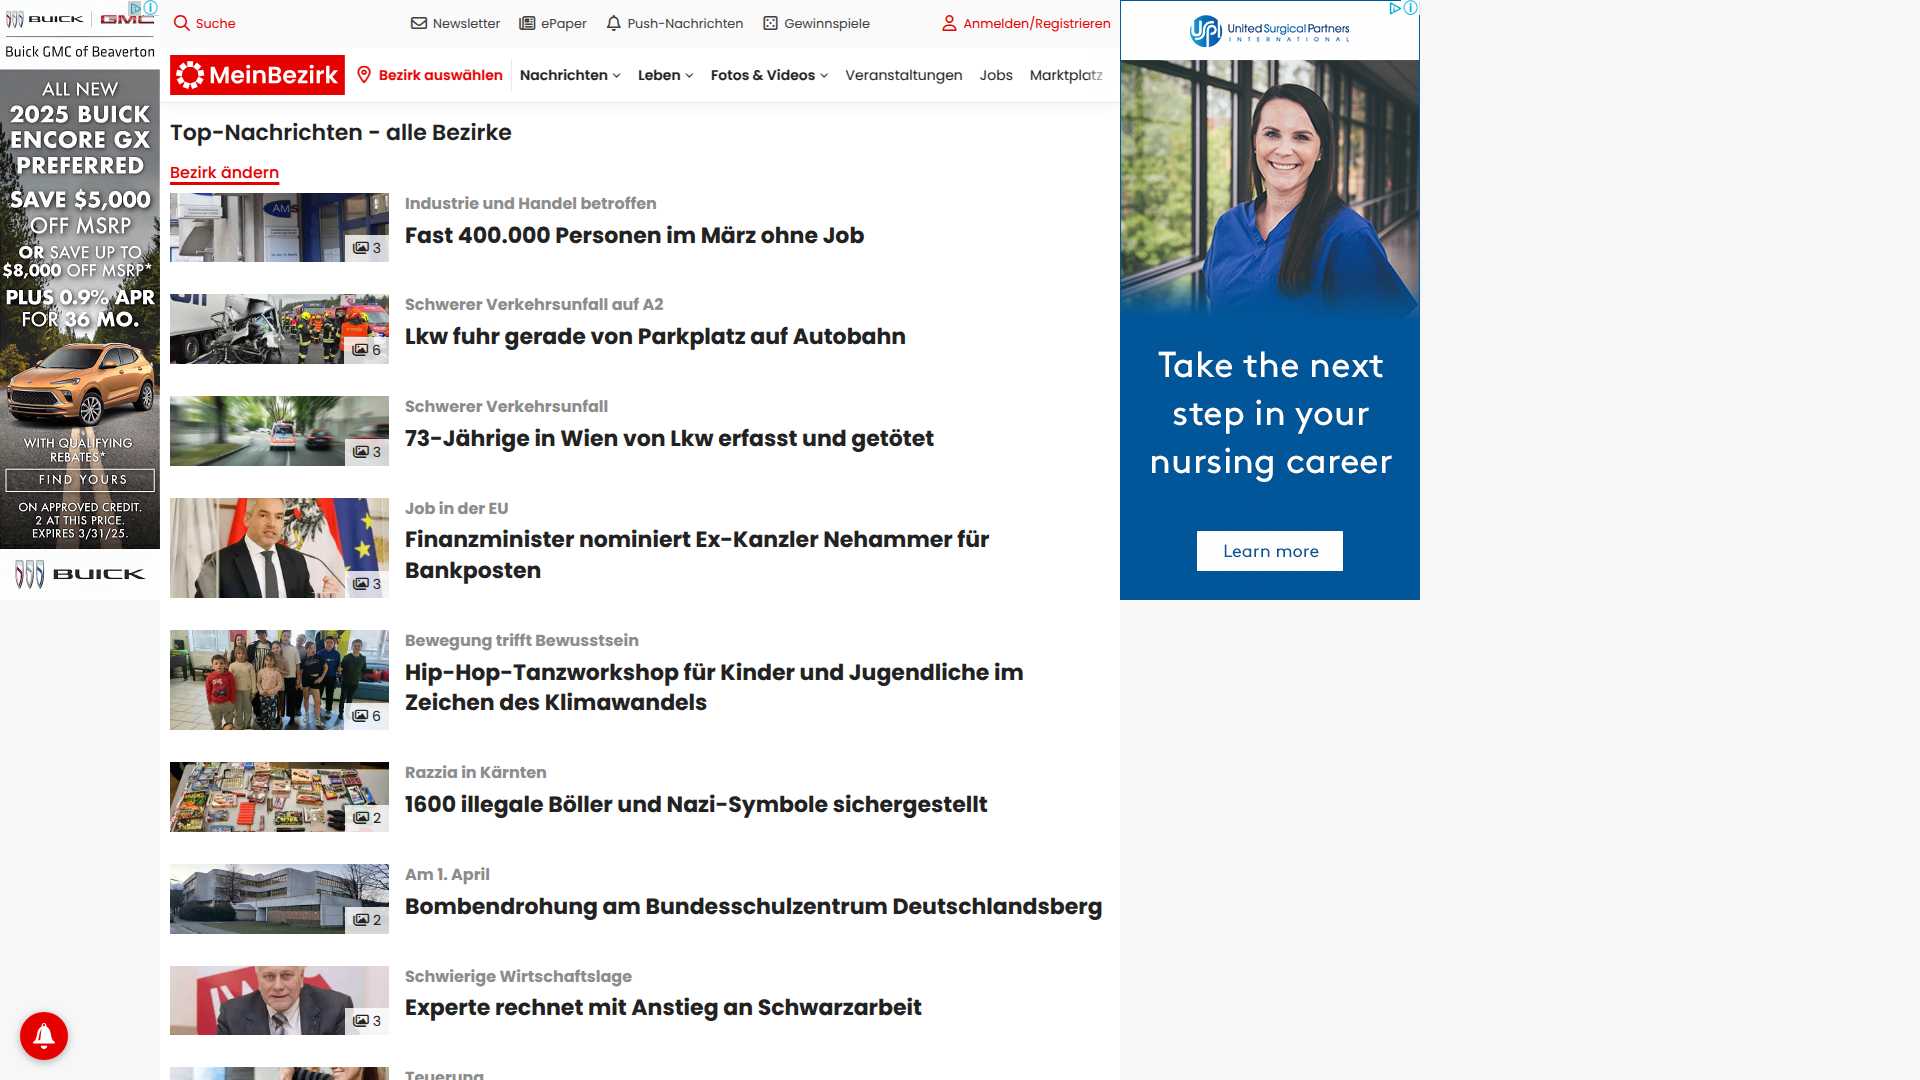 BUICK GMC
Buick GMC of Beaverton
ALL NEW
2025 BUICK
ENCORE GX
PREFERRED
SAVE $5,000
OFF MSRP
OR SAVE UP TO
$8,000 OFF MSRP*
PLUS 0.9% APR
FOR 36 MO.
WITH QUALIFYING
REBATES*
FIND YOURS
ON APPROVED CREDIT.
2 AT THIS PRICE.
EXPIRES 3/31/25.
BUICK
Suche
Newsletter ePaper Push-Nachrichten Gewinnspiele
Anmelden/Registrieren
MeinBezirk
Bezirk auswählen
Nachrichten Leben Fotos & Videos Veranstaltungen Jobs Marktplatz
Top-Nachrichten - alle Bezirke
Bezirk ändern
AMS
3
Industrie und Handel betroffen
Fast 400.000 Personen im März ohne Job
6
Schwerer Verkehrsunfall auf A2
Lkw fuhr gerade von Parkplatz auf Autobahn
3
Schwerer Verkehrsunfall
73-Jährige in Wien von Lkw erfasst und getötet
3
Job in der EU
Finanzminister nominiert Ex-Kanzler Nehammer für
Bankposten
6
Bewegung trifft Bewusstsein
Hip-Hop-Tanzworkshop für Kinder und Jugendliche im
Zeichen des Klimawandels
2
Razzia in Kärnten
1600 illegale Böller und Nazi-Symbole sichergestellt
2
Am 1. April
Bombendrohung am Bundesschulzentrum Deutschlandsberg
3
Schwierige Wirtschaftslage
Experte rechnet mit Anstieg an Schwarzarbeit
Teuerung
USPI United Surgical Partners
INTERNATIONAL
Take the next
step in your
nursing career
Learn more